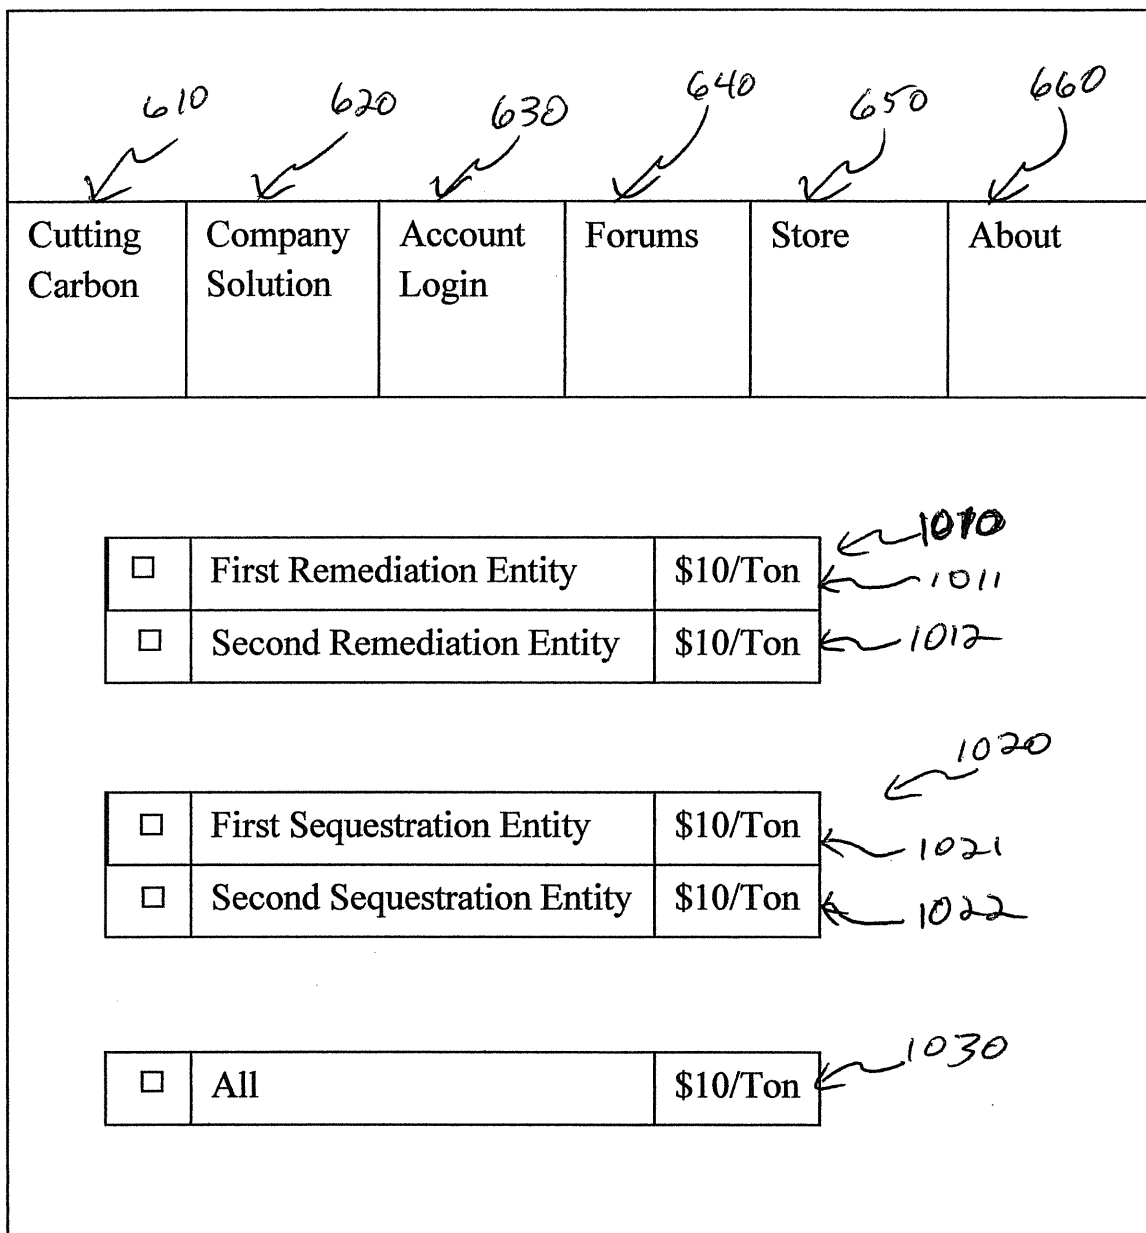 610 620 630 640 650 660
Cutting Carbon
Company Solution
Account Login
Forums
Store
About
1010
First Remediation Entity $10/Ton 1011
Second Remediation Entity $10/Ton 1012
1020
First Sequestration Entity $10/Ton 1021
Second Sequestration Entity $10/Ton 1022
All $10/Ton 1030